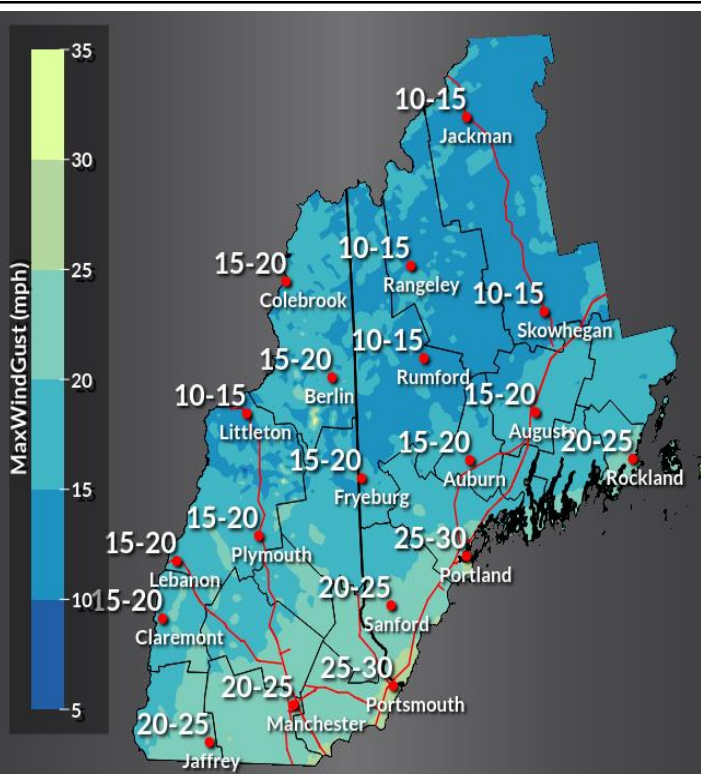 MaxWindGust (mph)
35
30
25
20
15
10
5
10-15
Jackman
10-15
Rangeley
15-20
Colebrook
10-15
Skowhegan
10-15
Rumford
15-20
Berlin
15-20
Augusta
10-15
Littleton
20-25
Rockland
15-20
Auburn
15-20
Fryeburg
15-20
Plymouth
25-30
Portland
15-20
Lebanon
20-25
Sanford
15-20
Claremont
25-30
Portsmouth
20-25
Manchester
20-25
Jaffrey